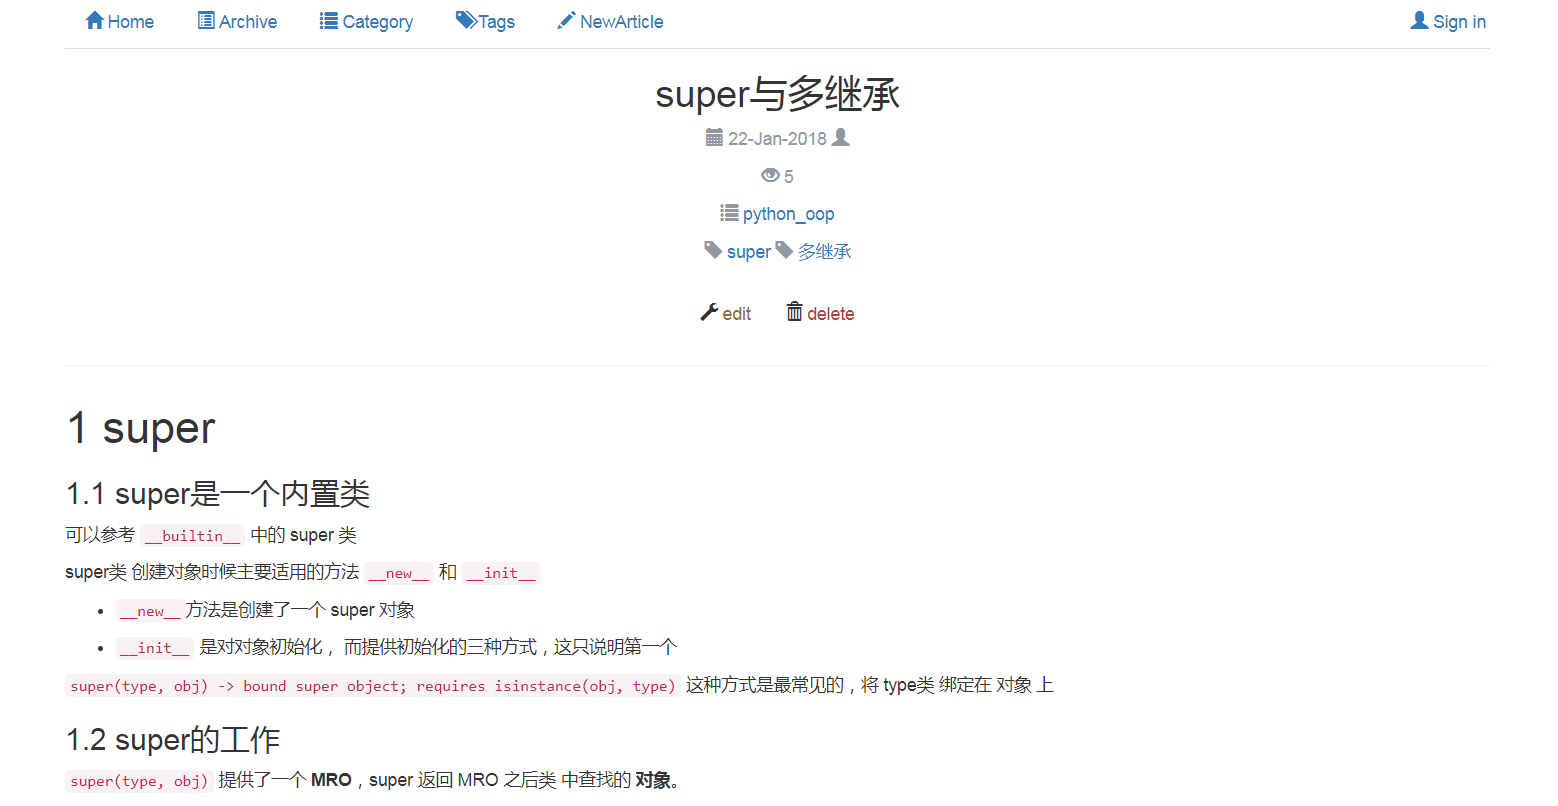 Home Archive Category Tags NewArticle Sign in
super与多继承
22-Jan-2018
5
python_oop
super 多继承
edit delete
1 super
1.1 super是一个内置类
可以参考 __builtin__ 中的 super 类
super类 创建对象时候主要适用的方法 __new__ 和 __init__
• __new__ 方法是创建了一个 super 对象
• __init__ 是对对象初始化， 而提供初始化的三种方式，这只说明第一个
super(type, obj) -> bound super object; requires isinstance(obj, type) 这种方式是最常见的，将 type类 绑定在 对象 上
1.2 super的工作
super(type, obj) 提供了一个 MRO，super 返回 MRO 之后类 中查找的 对象。